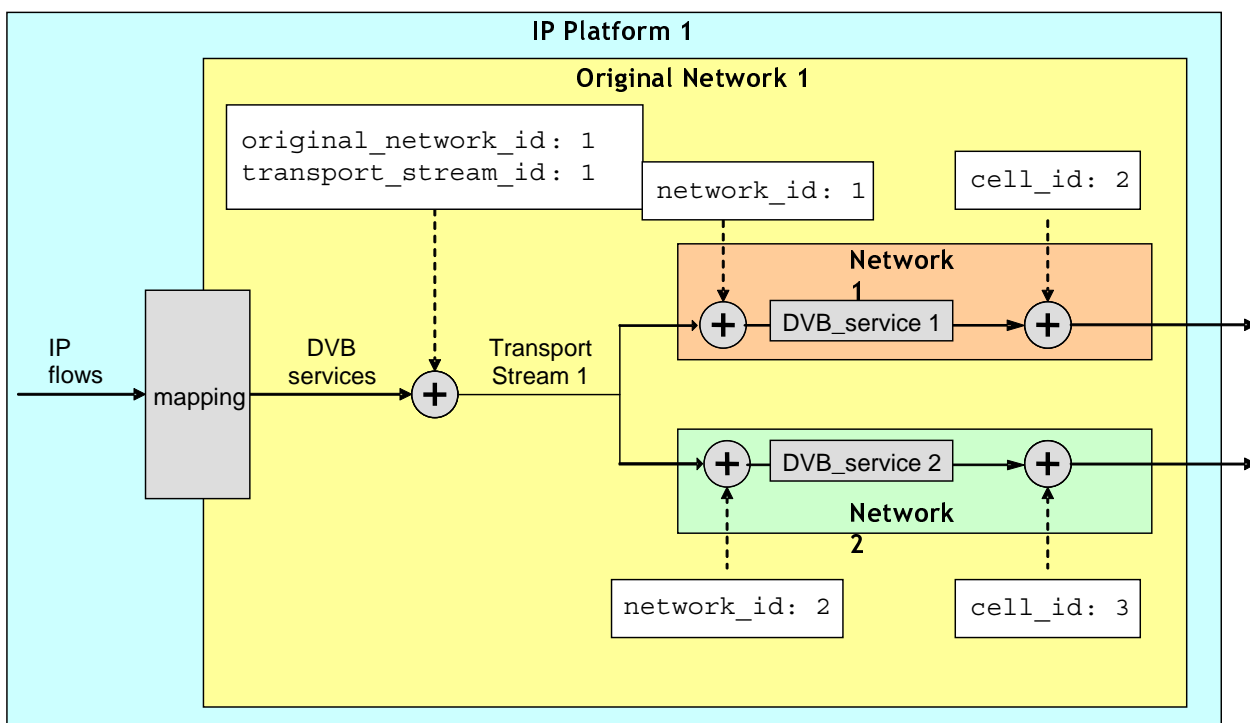 IP Platform 1
Original Network 1
original_network_id: 1
transport_stream_id: 1
network_id: 1
cell_id: 2
Network
1
DVB_service 1
IP
flows
mapping
DVB
services
Transport
Stream 1
DVB_service 2
Network
2
network_id: 2
cell_id: 3